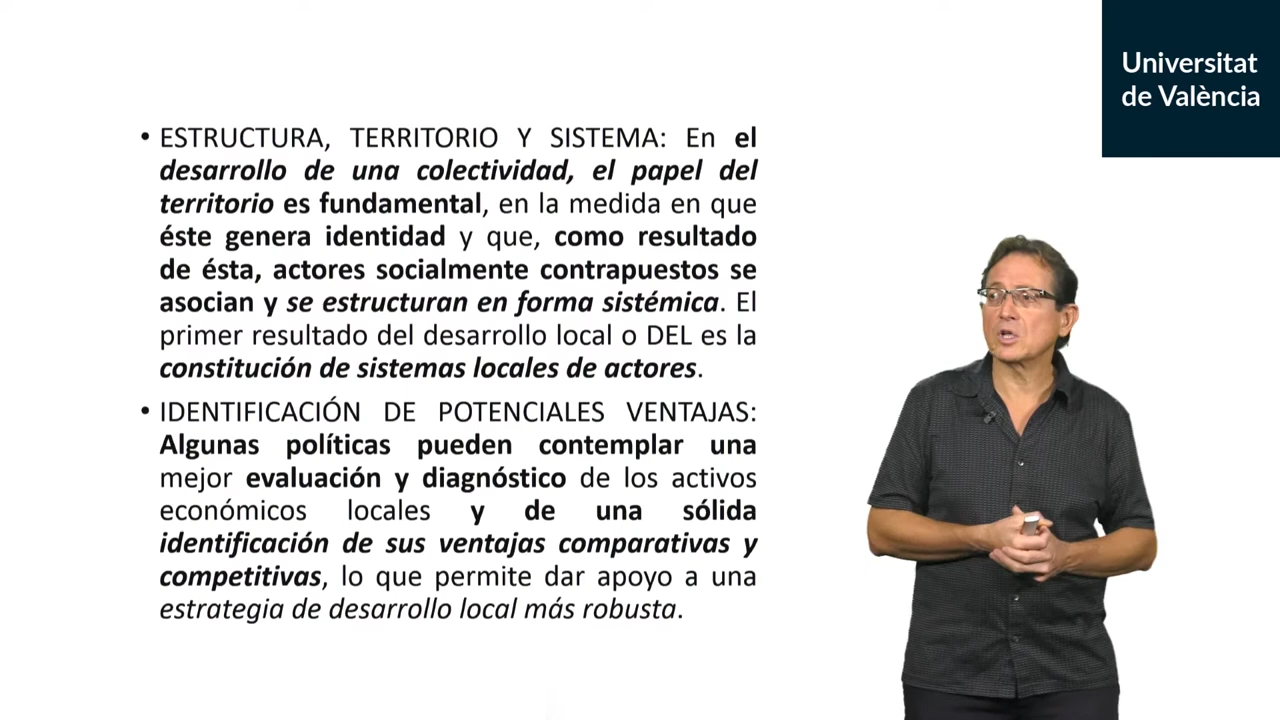 Universitat
de València
• ESTRUCTURA, TERRITORIO Y SISTEMA: En el
desarrollo de una colectividad, el papel del
territorio es fundamental, en la medida en que
éste genera identidad y que, como resultado
de ésta, actores socialmente contrapuestos se
asocian y se estructuran en forma sistémica. El
primer resultado del desarrollo local o DEL es la
constitución de sistemas locales de actores.
• IDENTIFICACIÓN DE POTENCIALES VENTAJAS:
Algunas políticas pueden contemplar una
mejor evaluación y diagnóstico de los activos
económicos locales y de una sólida
identificación de sus ventajas comparativas y
competitivas, lo que permite dar apoyo a una
estrategia de desarrollo local más robusta.